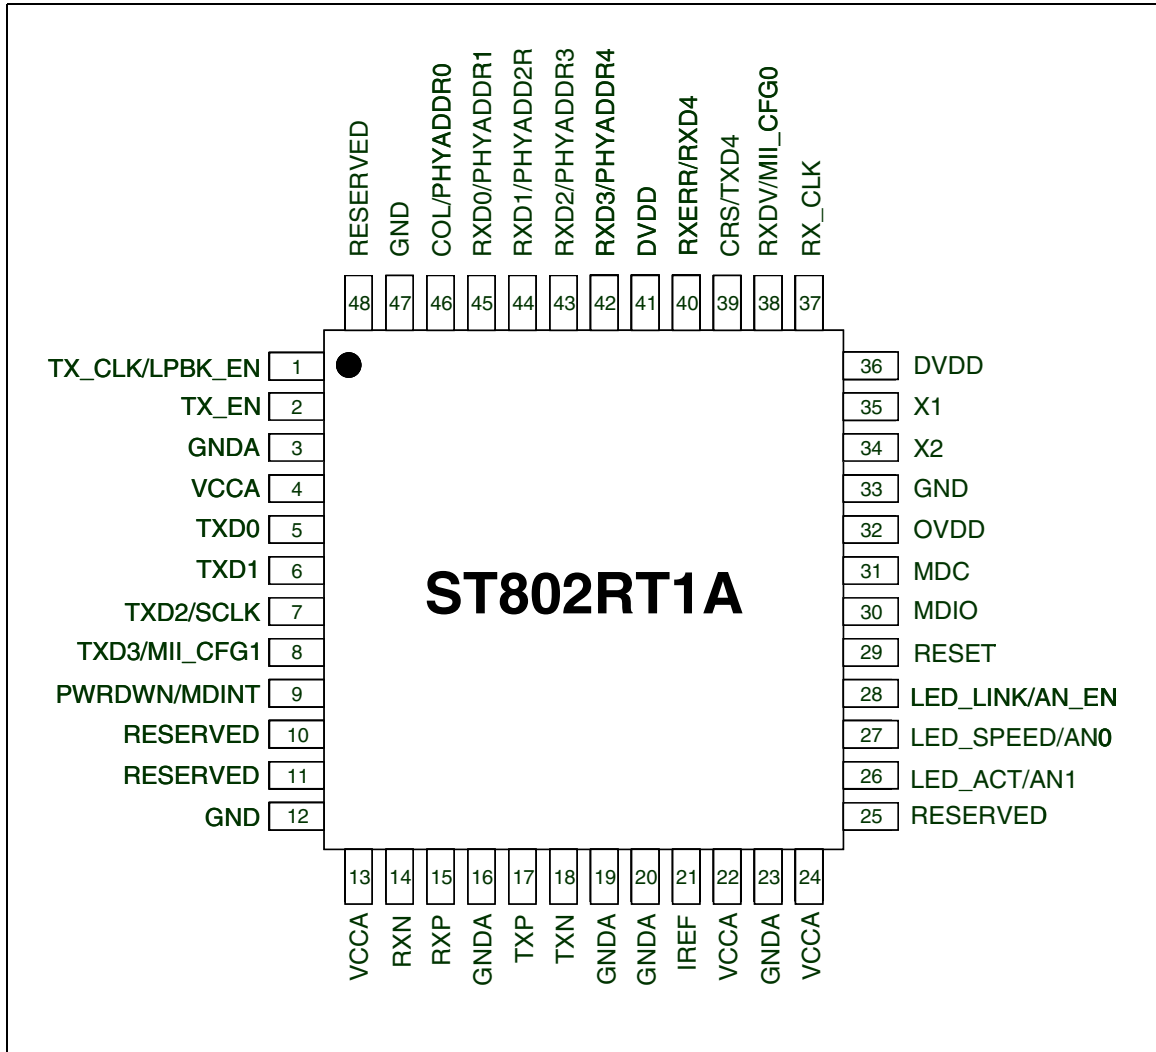 RESERVED
GND
COL/PHYADDR0
RXD0/PHYADDR1
RXD1/PHYADD2R
RXD2/PHYADDR3
RXD3/PHYADDR4
DVDD
RXERR/RXD4
CRS/TXD4
RXDV/MII_CFG0
RX_CLK
48 47 46 45 44 43 42 41 40 39 38 37
TX_CLK/LPBK_EN 1
TX_EN 2
GNDA 3
VCCA 4
TXD0 5
TXD1 6
TXD2/SCLK 7
TXD3/MII_CFG1 8
PWRDWN/MDINT 9
RESERVED 10
RESERVED 11
GND 12
ST802RT1A
36 DVDD
35 X1
34 X2
33 GND
32 OVDD
31 MDC
30 MDIO
29 RESET
28 LED_LINK/AN_EN
27 LED_SPEED/AN0
26 LED_ACT/AN1
25 RESERVED
13 14 15 16 17 18 19 20 21 22 23 24
VCCA
RXN
RXP
GNDA
TXP
TXN
GNDA
GNDA
IREF
VCCA
GNDA
VCCA